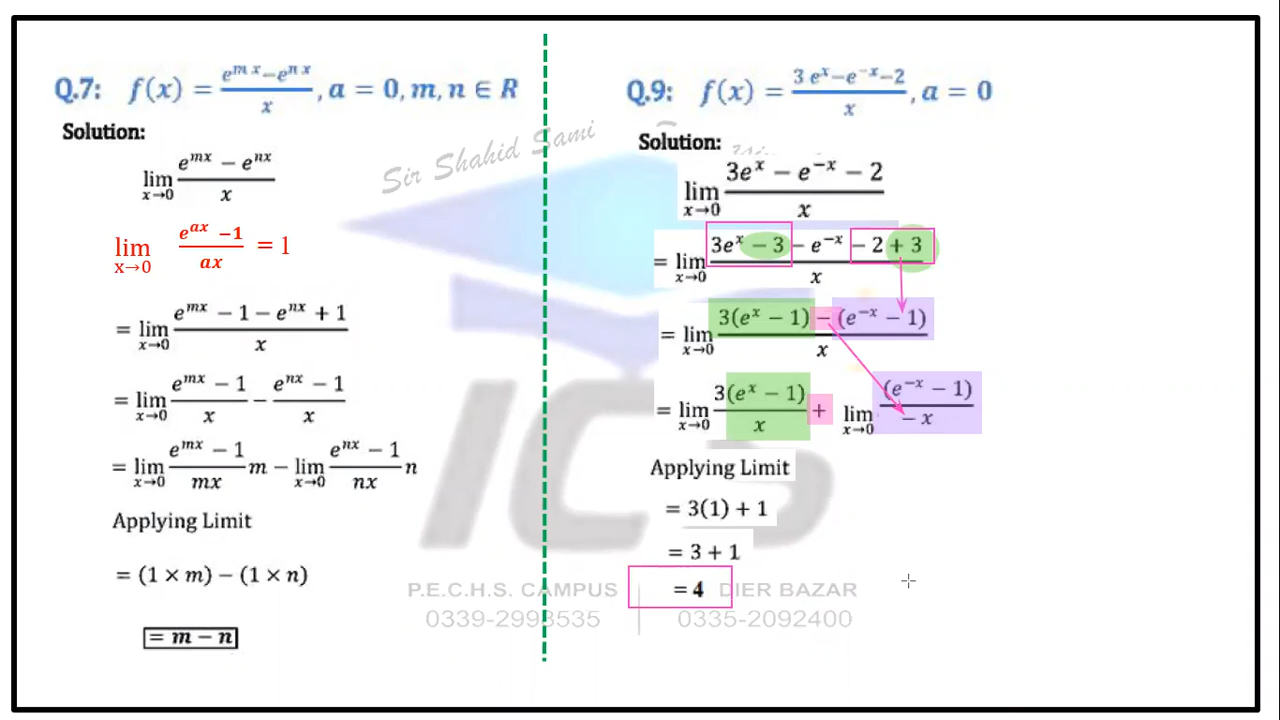 Q.7: f(x) = (e^{m x}−e^{n x})/x, a = 0, m, n ∈ R
Solution:
lim_{x→0} (e^{mx} − e^{nx})/x
lim_{x→0} (e^{ax} −1)/(ax) = 1
= lim_{x→0} (e^{mx} − 1 − e^{nx} + 1)/x
= lim_{x→0} (e^{mx} − 1)/x − (e^{nx} − 1)/x
= lim_{x→0} (e^{mx} − 1)/(mx) m − lim_{x→0} (e^{nx} − 1)/(nx) n
Applying Limit
= (1 × m) − (1 × n)
= m − n
Q.9: f(x) = (3 e^{x}−e^{−x}−2)/x, a = 0
Solution:
lim_{x→0} (3e^{x} − e^{−x} − 2)/x
= lim_{x→0} (3e^{x} − 3 − e^{−x} − 2 + 3)/x
= lim_{x→0} (3(e^{x} − 1) − (e^{−x} − 1))/x
= lim_{x→0} 3(e^{x} − 1)/x + lim_{x→0} (e^{−x} − 1)/(− x)
Applying Limit
= 3(1) + 1
= 3 + 1
= 4
Sir Shahid Sami
ICS
P.E.C.H.S. CAMPUS
0339-2993535
DIER BAZAR
0335-2092400